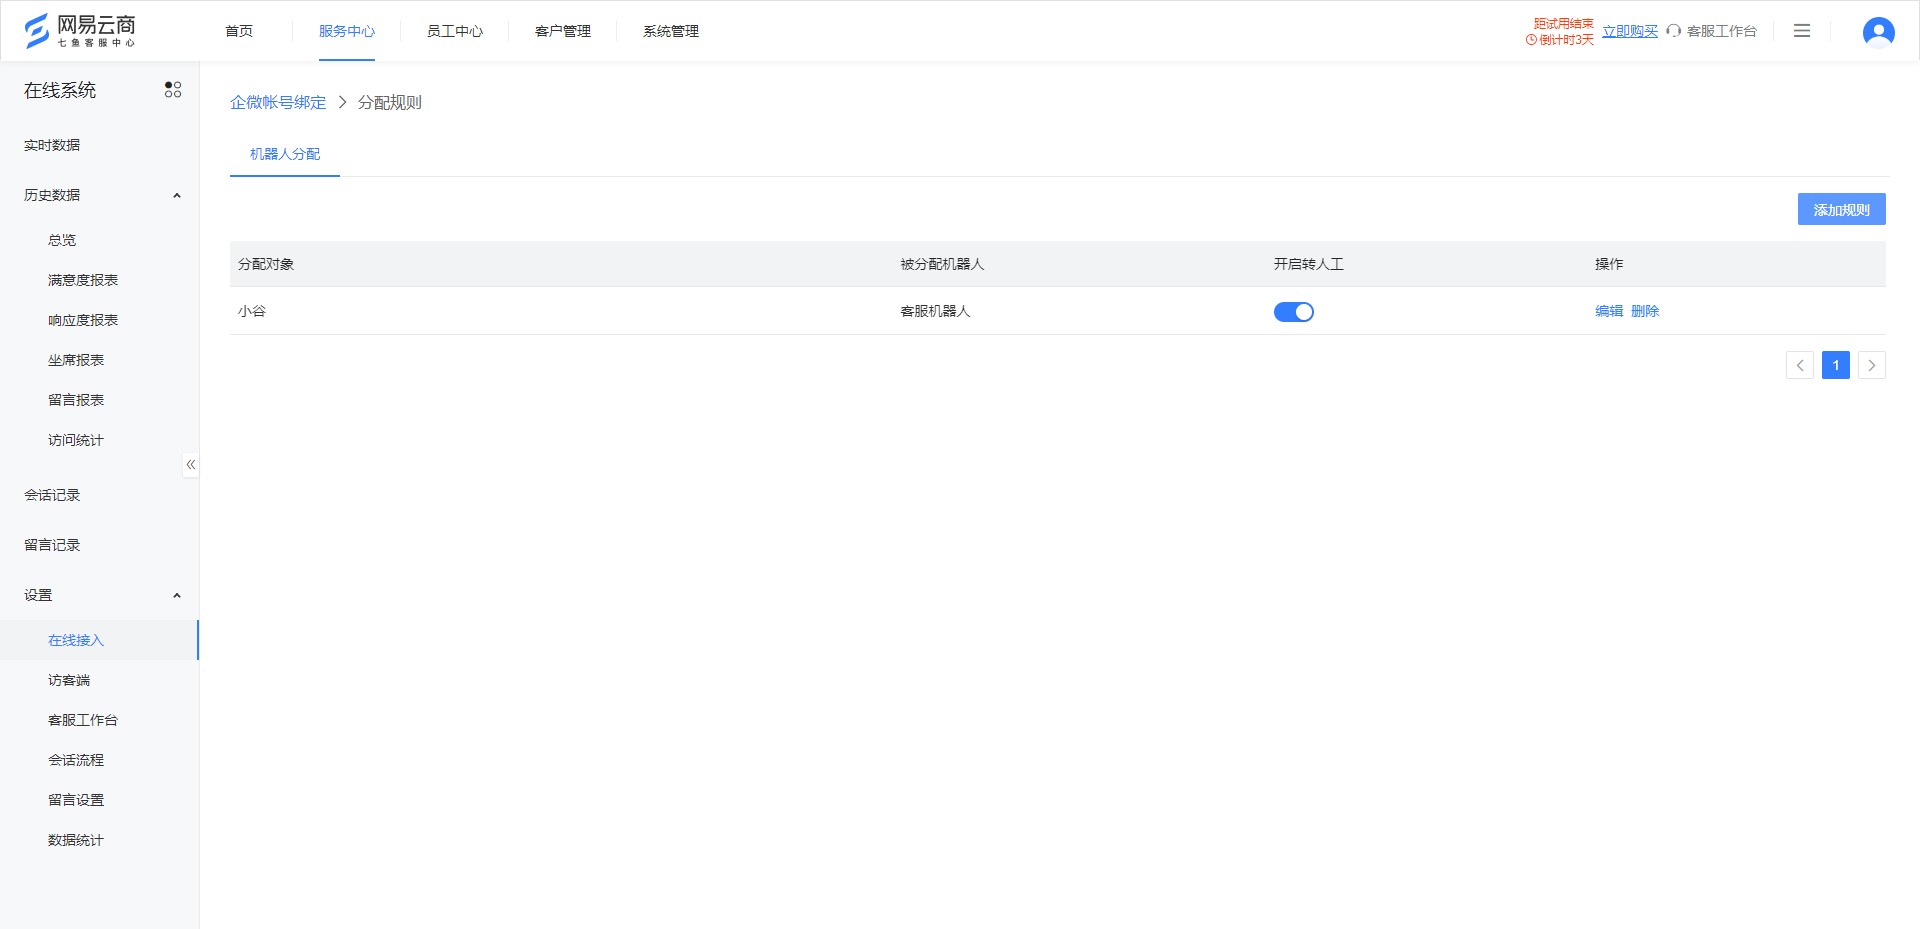 网易云商
七鱼客服中心
首页
服务中心
员工中心
客户管理
系统管理
距试用结束
倒计时3天
立即购买
客服工作台
在线系统
实时数据
历史数据
总览
满意度报表
响应度报表
坐席报表
留言报表
访问统计
会话记录
留言记录
设置
在线接入
访客端
客服工作台
会话流程
留言设置
数据统计
企微帐号绑定 > 分配规则
机器人分配
添加规则
分配对象 被分配机器人 开启转人工 操作
小谷 客服机器人 编辑 删除
1